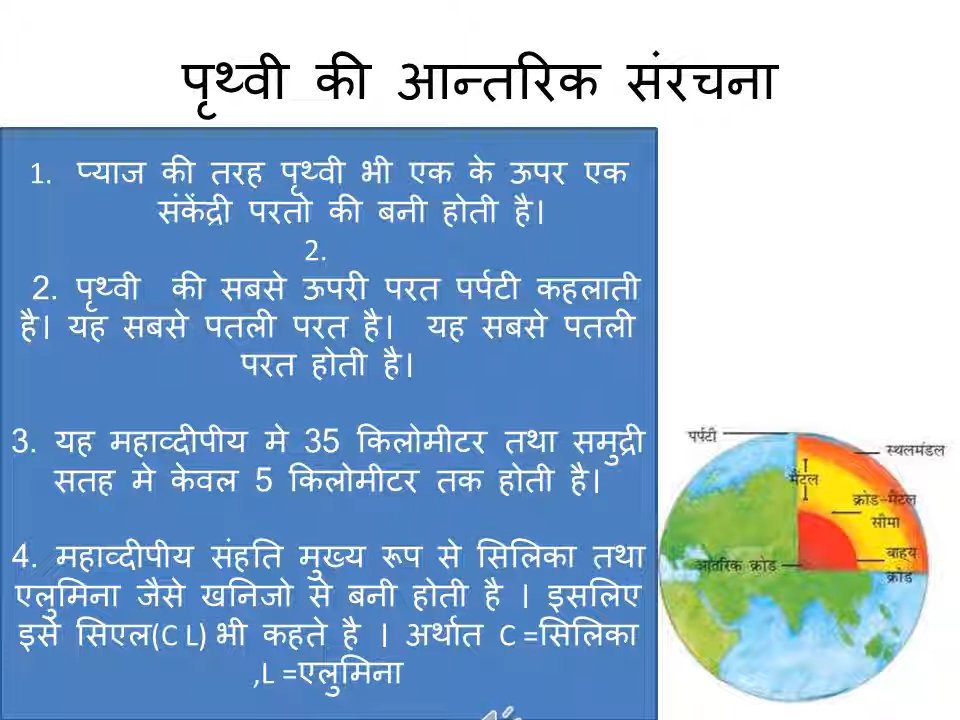 पृथ्वी की आन्तरिक संरचना
1. प्याज की तरह पृथ्वी भी एक के ऊपर एक
संकेंद्री परतो की बनी होती है।
2.
2. पृथ्वी की सबसे ऊपरी परत पर्पटी कहलाती
है। यह सबसे पतली परत है। यह सबसे पतली
परत होती है।
3. यह महाव्दीपीय मे 35 किलोमीटर तथा समुद्री
सतह मे केवल 5 किलोमीटर तक होती है।
4. महाव्दीपीय संहति मुख्य रूप से सिलिका तथा
एलुमिना जैसे खनिजो से बनी होती है । इसलिए
इसे सिएल(C L) भी कहते है । अर्थात C =सिलिका
,L =एलुमिना
पर्पटी
स्थलमंडल
मैंटल
क्रोड-मैंटल
सीमा
बाहय
क्रोड
आंतरिक क्रोड